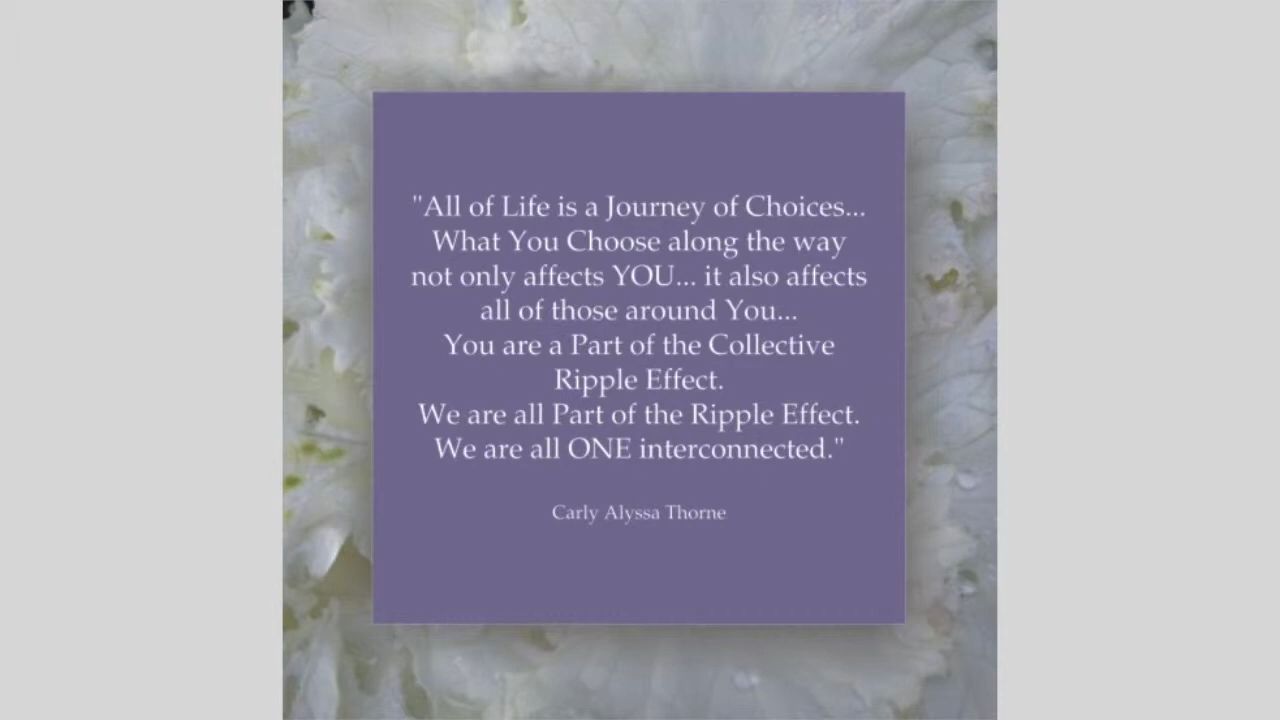 "All of Life is a Journey of Choices...
What You Choose along the way
not only affects YOU... it also affects
all of those around You...
You are a Part of the Collective
Ripple Effect.
We are all Part of the Ripple Effect.
We are all ONE interconnected."
Carly Alyssa Thorne